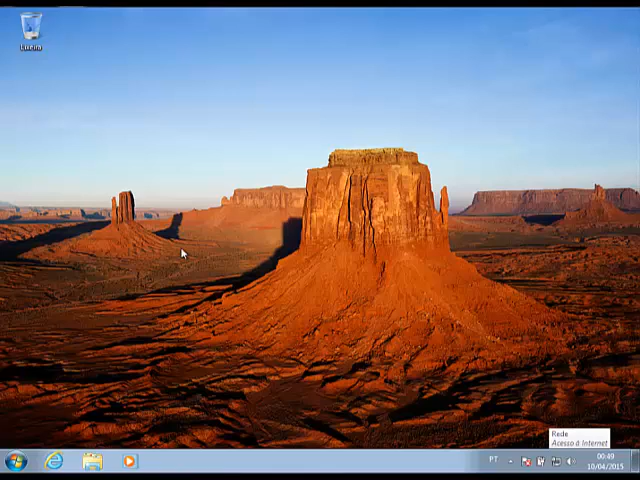 Lixeira
Rede
Acesso à Internet
PT
00:49
10/04/2015